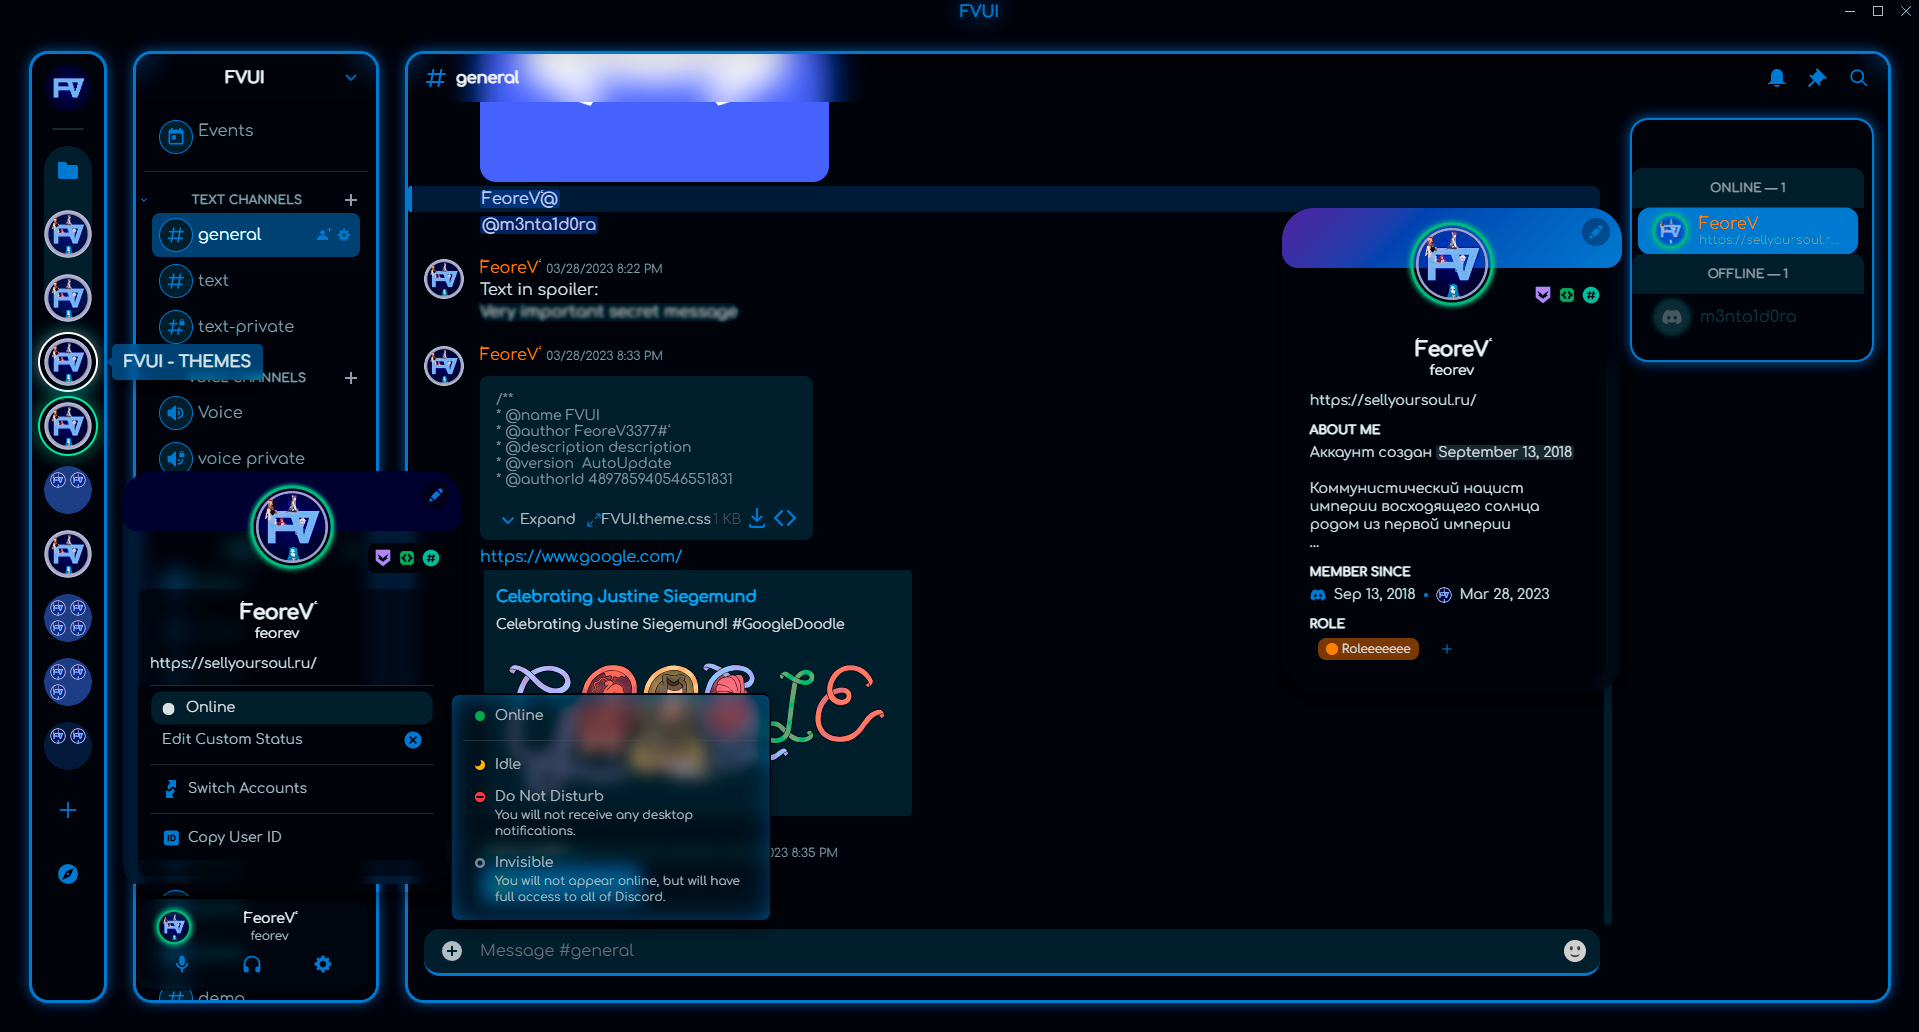 FVUI
FV
FVUI
Events
TEXT CHANNELS
general
text
text-private
FVUI - THEMES
Voice
voice private
FeoreV'
feorev
https://sellyoursoul.ru/
Online
Edit Custom Status
Switch Accounts
ID
Copy User ID
FeoreV'
feorev
general
FeoreV'@
@m3nta1d0ra
FeoreV' 03/28/2023 8:22 PM
Text in spoiler:
Very important secret message
FeoreV' 03/28/2023 8:33 PM
/**
* @name FVUI
* @author FeoreV3377#'
* @description description
* @version AutoUpdate
* @authorId 489785940546551831
Expand FVUI.theme.css 1 KB
https://www.google.com/
Celebrating Justine Siegemund
Celebrating Justine Siegemund! #GoogleDoodle
Online
Idle
Do Not Disturb
You will not receive any desktop
notifications.
Invisible
You will not appear online, but will have
full access to all of Discord.
8:35 PM
Message #general
FeoreV'
feorev
https://sellyoursoul.ru/
ABOUT ME
Аккаунт создан September 13, 2018
Коммунистический нацист
империи восходящего солнца
родом из первой империи
...
MEMBER SINCE
Sep 13, 2018 • Mar 28, 2023
ROLE
Roleeeeeee
ONLINE — 1
FeoreV'
https://sellyoursoul.r...
OFFLINE — 1
m3nta1d0ra